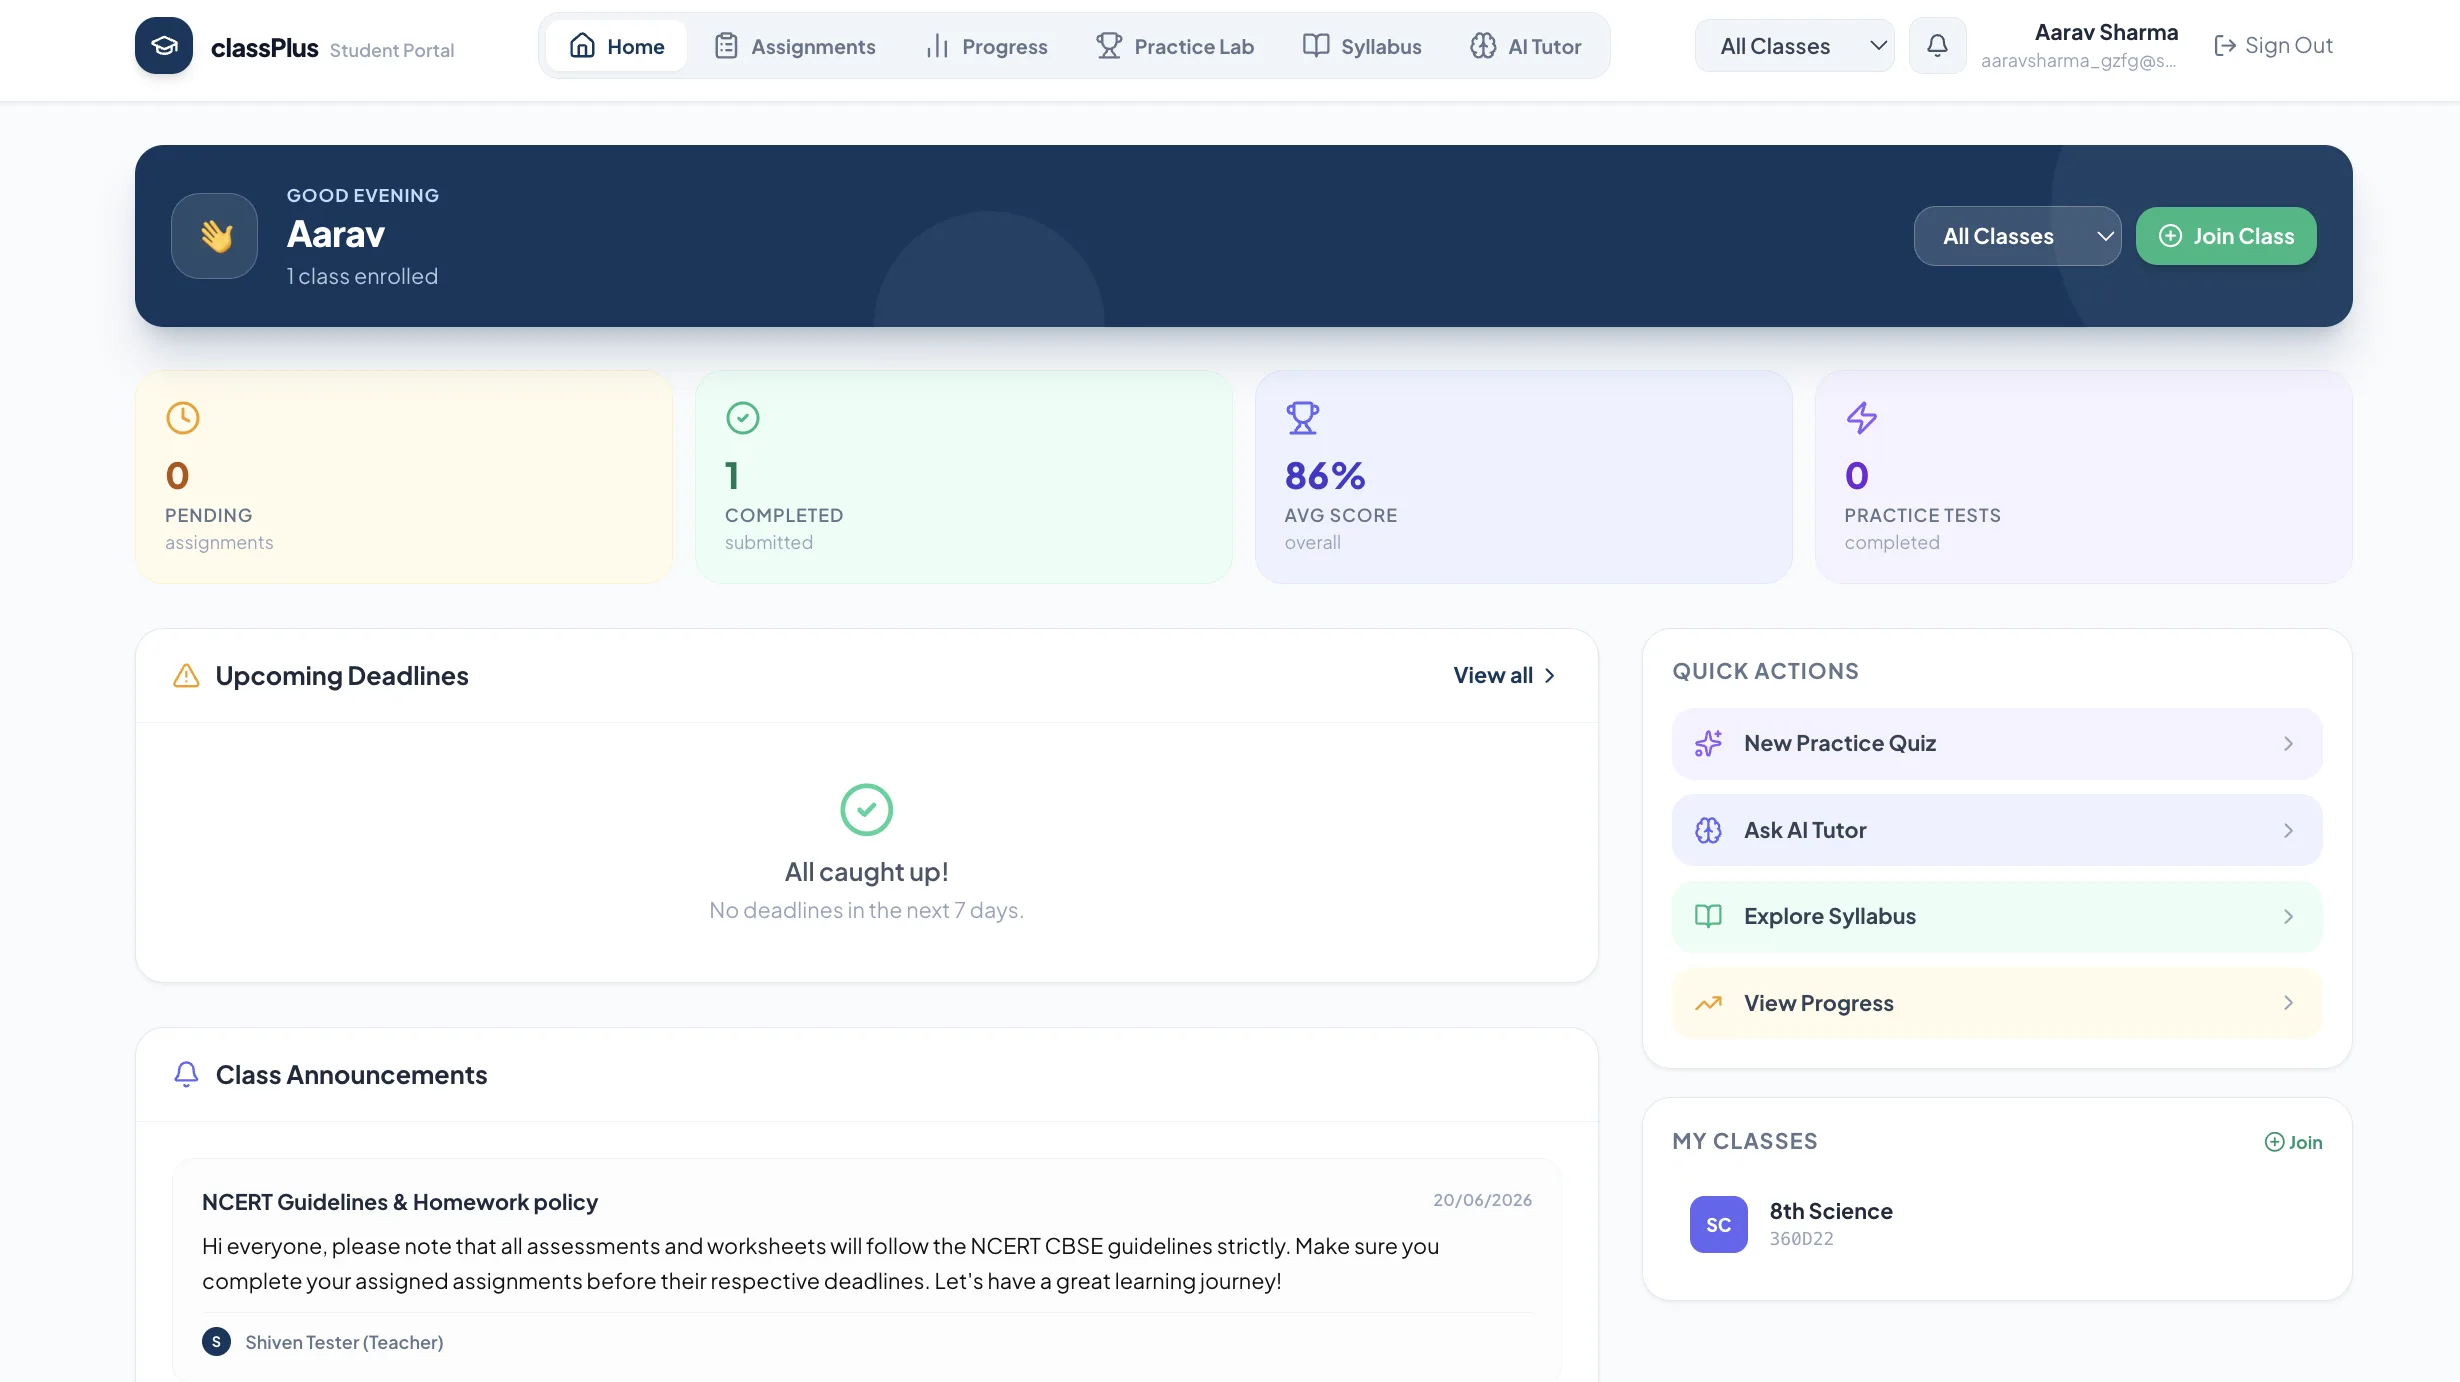 classPlus Student Portal
Home
Assignments
Progress
Practice Lab
Syllabus
AI Tutor
All Classes
Aarav Sharma
aaravsharma_gzfg@s...
Sign Out
GOOD EVENING
Aarav
1 class enrolled
All Classes
Join Class
0
PENDING
assignments
1
COMPLETED
submitted
86%
AVG SCORE
overall
0
PRACTICE TESTS
completed
Upcoming Deadlines
View all
All caught up!
No deadlines in the next 7 days.
QUICK ACTIONS
New Practice Quiz
Ask AI Tutor
Explore Syllabus
View Progress
Class Announcements
NCERT Guidelines & Homework policy
20/06/2026
Hi everyone, please note that all assessments and worksheets will follow the NCERT CBSE guidelines strictly. Make sure you
complete your assigned assignments before their respective deadlines. Let's have a great learning journey!
S
Shiven Tester (Teacher)
MY CLASSES
Join
SC
8th Science
360D22